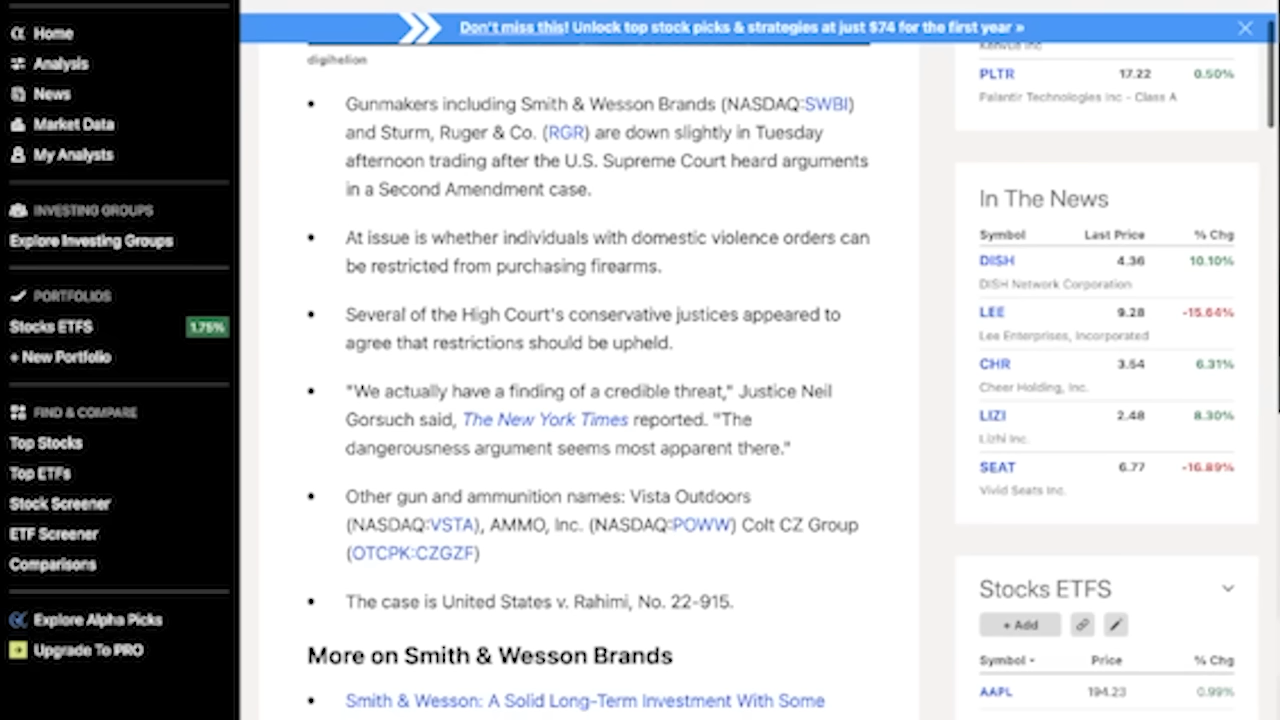 Home
Analysis
News
Market Data
My Analysts
INVESTING GROUPS
Explore Investing Groups
PORTFOLIOS
Stocks ETFS 1.75%
+ New Portfolio
FIND & COMPARE
Top Stocks
Top ETFs
Stock Screener
ETF Screener
Comparisons
Explore Alpha Picks
Upgrade To PRO
Don't miss this! Unlock top stock picks & strategies at just $74 for the first year »
digihelion
• Gunmakers including Smith & Wesson Brands (NASDAQ:SWBI)
and Sturm, Ruger & Co. (RGR) are down slightly in Tuesday
afternoon trading after the U.S. Supreme Court heard arguments
in a Second Amendment case.
• At issue is whether individuals with domestic violence orders can
be restricted from purchasing firearms.
• Several of the High Court's conservative justices appeared to
agree that restrictions should be upheld.
• "We actually have a finding of a credible threat," Justice Neil
Gorsuch said, The New York Times reported. "The
dangerousness argument seems most apparent there."
• Other gun and ammunition names: Vista Outdoors
(NASDAQ:VSTA), AMMO, Inc. (NASDAQ:POWW) Colt CZ Group
(OTCPK:CZGZF)
• The case is United States v. Rahimi, No. 22-915.
More on Smith & Wesson Brands
• Smith & Wesson: A Solid Long-Term Investment With Some
Kenvue Inc
PLTR 17.22 0.50%
Palantir Technologies Inc - Class A
In The News
Symbol Last Price % Chg
DISH 4.36 10.10%
DISH Network Corporation
LEE 9.28 -15.64%
Lee Enterprises, Incorporated
CHR 3.54 6.31%
Cheer Holding, Inc.
LIZI 2.48 8.30%
Lizhi Inc.
SEAT 6.77 -16.89%
Vivid Seats Inc.
Stocks ETFS
+ Add
Symbol Price % Chg
AAPL 194.23 0.99%